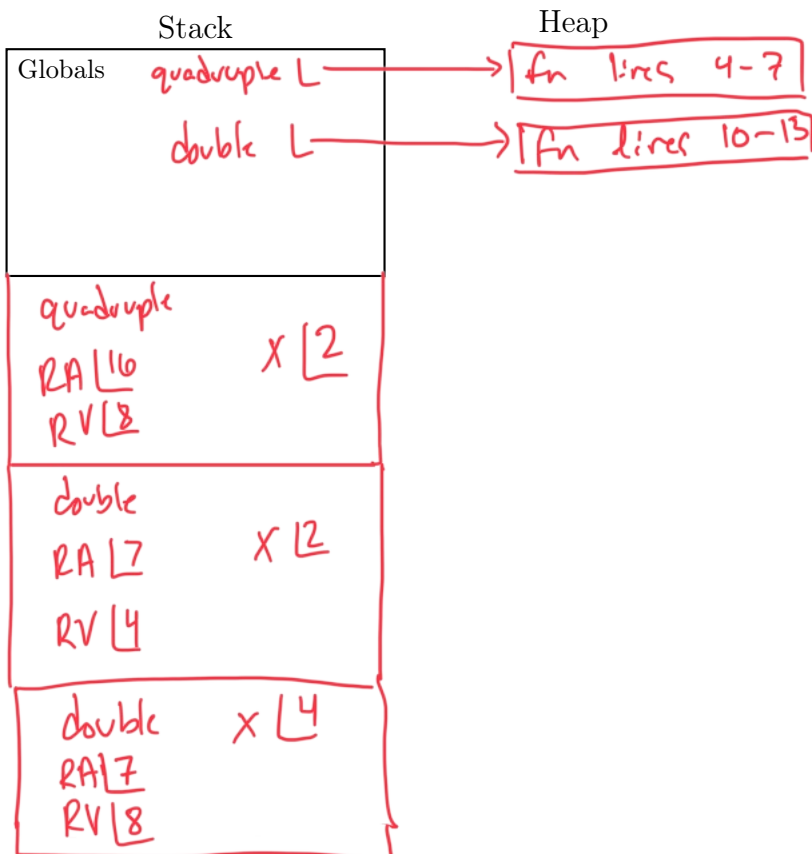 Stack
Heap
Globals quadruple
fn lines 4-7
double
fn lines 10-13
quadruple
x 2
RA 16
RV 8
double
RA 7
x 2
RV 4
double x 4
RA 7
RV 8